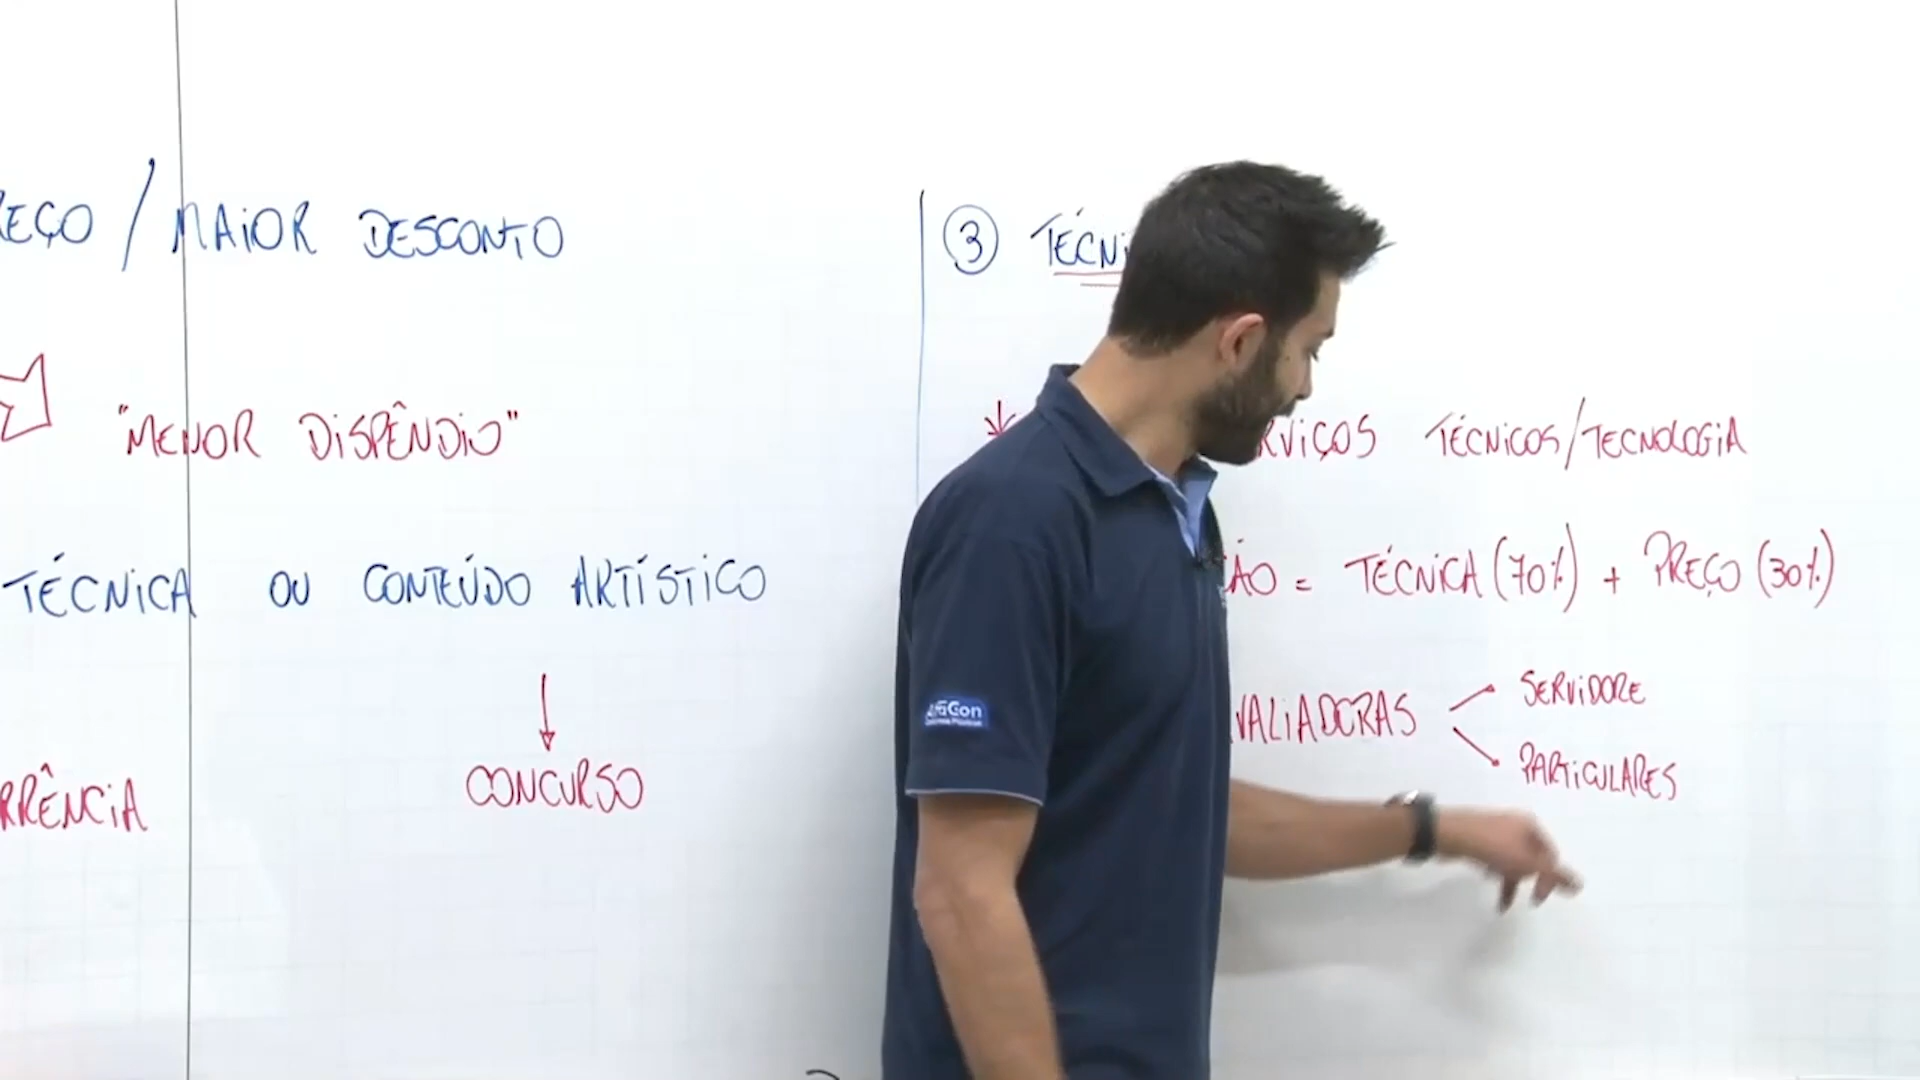 REÇO / MAIOR DESCONTO
"MENOR DISPÊNDIO"
TÉCNICA OU CONTEÚDO ARTÍSTICO
CONCURSO
RRÊNCIA
③ TÉCNI
RVIÇOS TÉCNICOS/TECNOLOGIA
ÃO = TÉCNICA (70%) + PREÇO (30%)
VALIADORAS
SERVIDORE
PARTICULARES
AlfaCon